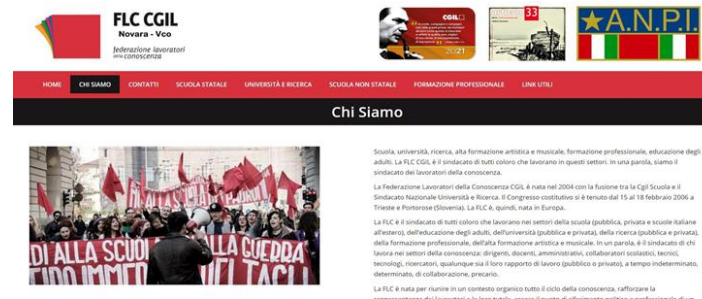 FLC CGIL
Novara - Vco
federazione lavoratori
della conoscenza
CGIL
2021
33
A.N.P.I.
HOME CHI SIAMO CONTATTI SCUOLA STATALE UNIVERSITÀ E RICERCA SCUOLA NON STATALE FORMAZIONE PROFESSIONALE LINK UTILI
Chi Siamo
DI ALLA SCUOLA
ALLA GUERRA
TIRO IMMED
DEI TAGLI
Scuola, università, ricerca, alta formazione artistica e musicale, formazione professionale, educazione degli
adulti. La FLC CGIL è il sindacato di tutti coloro che lavorano in questi settori. In una parola, siamo il
sindacato dei lavoratori della conoscenza.
La Federazione Lavoratori della Conoscenza CGIL è nata nel 2004 con la fusione tra la Cgil Scuola e il
Sindacato Nazionale Università e Ricerca. Il Congresso costitutivo si è tenuto dal 15 al 18 febbraio 2006 a
Trieste e Portorose (Slovenia). La FLC è, quindi, nata in Europa.
La FLC è il sindacato di tutti coloro che lavorano nei settori della scuola (pubblica, privata e scuole italiane
all'estero), dell'educazione degli adulti, dell'università (pubblica e privata), della ricerca (pubblica e privata),
della formazione professionale, dell'alta formazione artistica e musicale. In un parola, è il sindacato di chi
lavora nei settori della conoscenza: dirigenti, docenti, amministrativi, collaboratori scolastici, tecnici,
tecnologi, ricercatori, qualunque sia il loro rapporto di lavoro (pubblico o privato), a tempo indeterminato,
determinato, di collaborazione, precario.
La FLC è nata per riunire in un contesto organico tutto il ciclo della conoscenza, rafforzare la